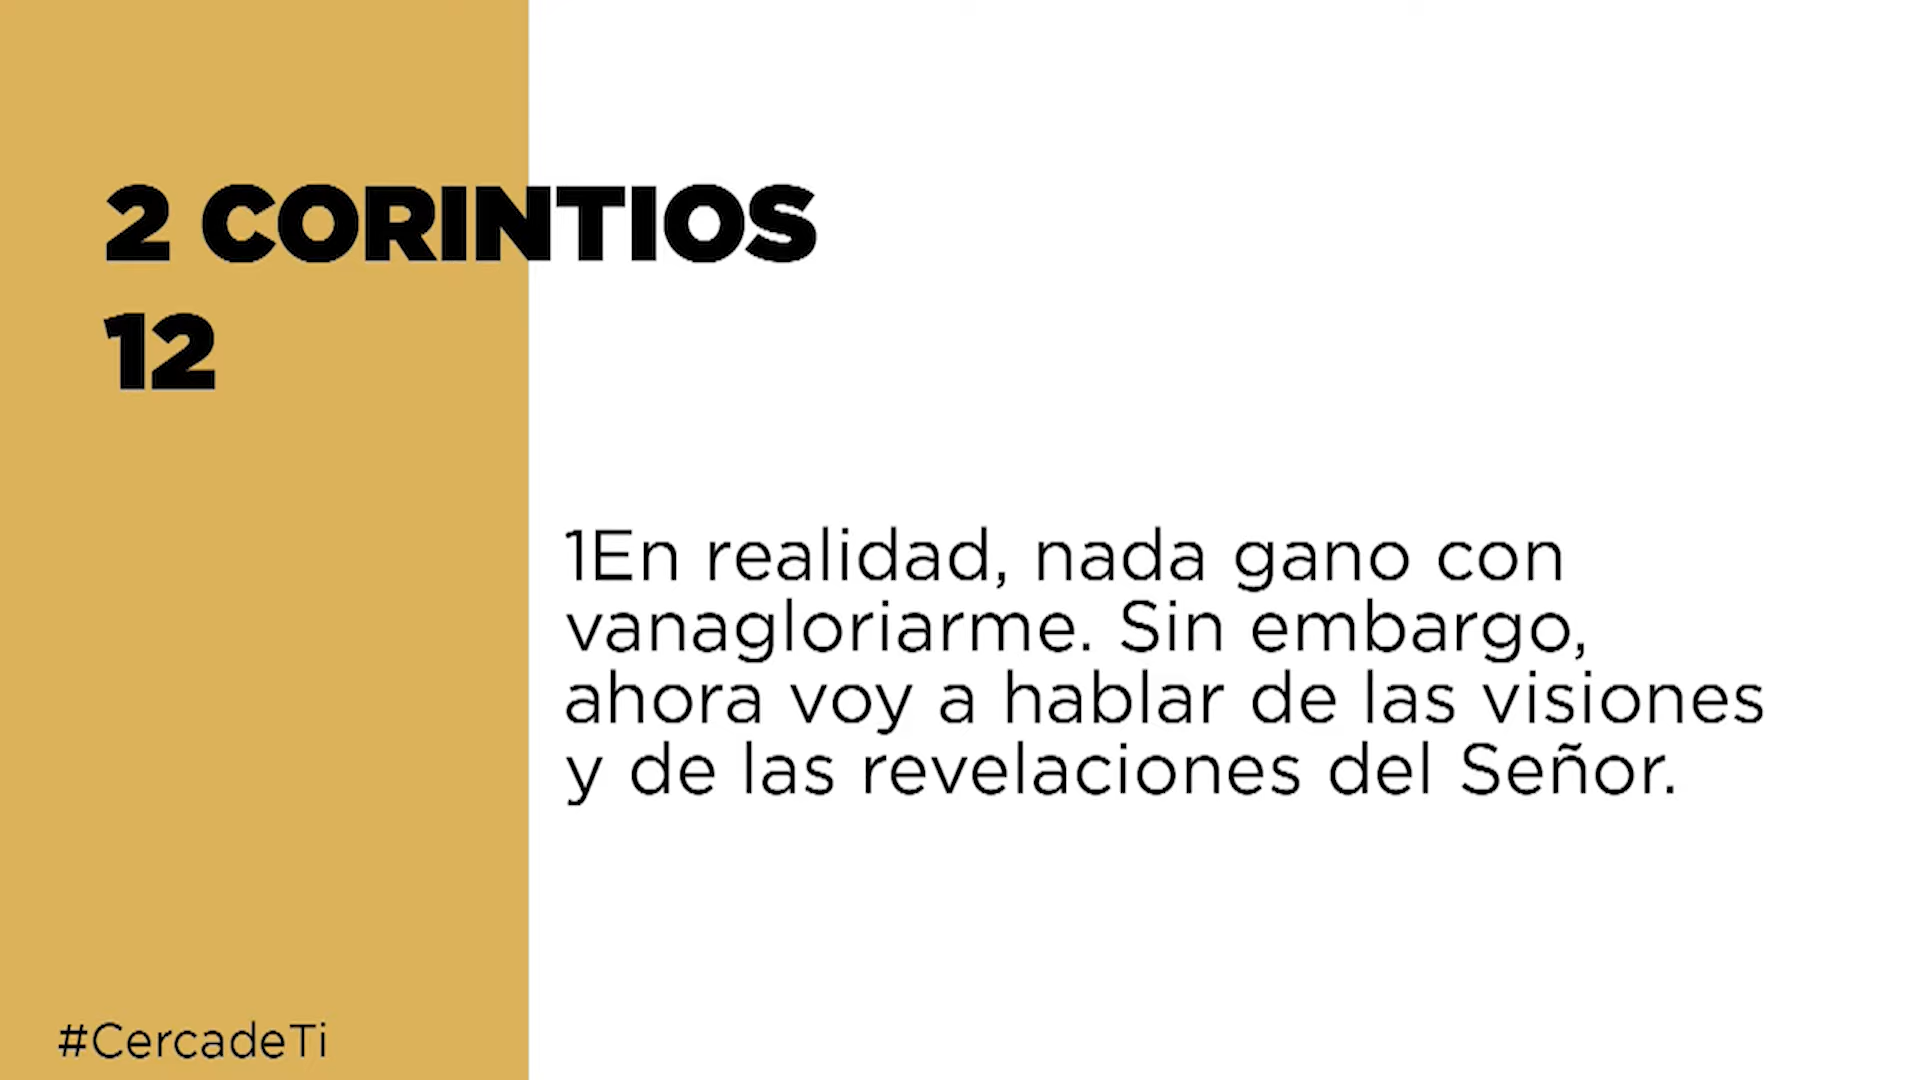 2 CORINTIOS
12
1En realidad, nada gano con
vanagloriarme. Sin embargo,
ahora voy a hablar de las visiones
y de las revelaciones del Señor.
#CercadeTi